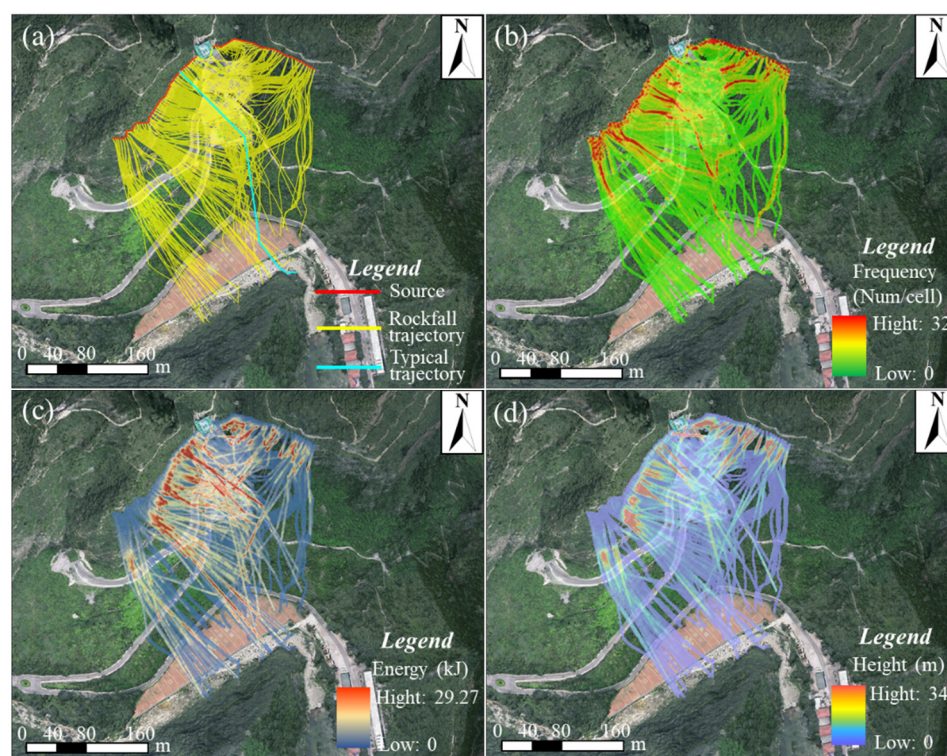 (a)
N
Legend
Source
Rockfall
trajectory
Typical
trajectory
0 40 80 160
m
(b)
N
Legend
Frequency
(Num/cell)
Hight: 32
Low: 0
0 40 80 160
m
(c)
N
Legend
Energy (kJ)
Hight: 29.27
Low: 0
0 40 80 160
m
(d)
N
Legend
Height (m)
Hight: 34
Low: 0
0 40 80 160
m